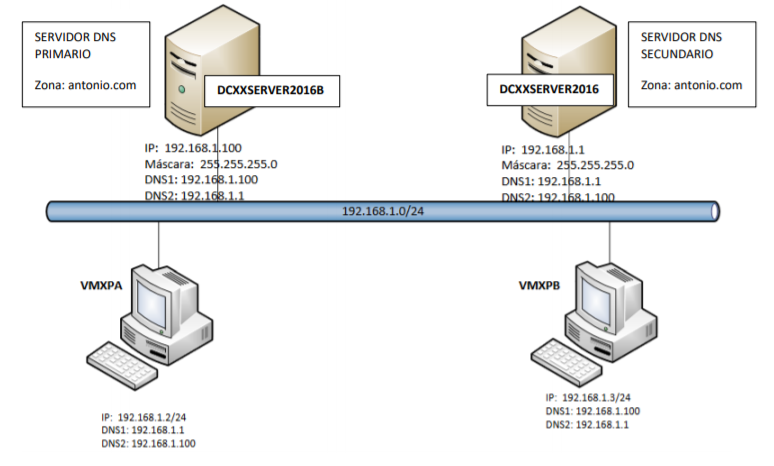 SERVIDOR DNS
PRIMARIO
Zona: antonio.com
DCXXSERVER2016B
IP: 192.168.1.100
Máscara: 255.255.255.0
DNS1: 192.168.1.100
DNS2: 192.168.1.1
DCXXSERVER2016
SERVIDOR DNS
SECUNDARIO
Zona: antonio.com
IP: 192.168.1.1
Máscara: 255.255.255.0
DNS1: 192.168.1.1
DNS2: 192.168.1.100
192.168.1.0/24
VMXPA
IP: 192.168.1.2/24
DNS1: 192.168.1.1
DNS2: 192.168.1.100
VMXPB
IP: 192.168.1.3/24
DNS1: 192.168.1.100
DNS2: 192.168.1.1